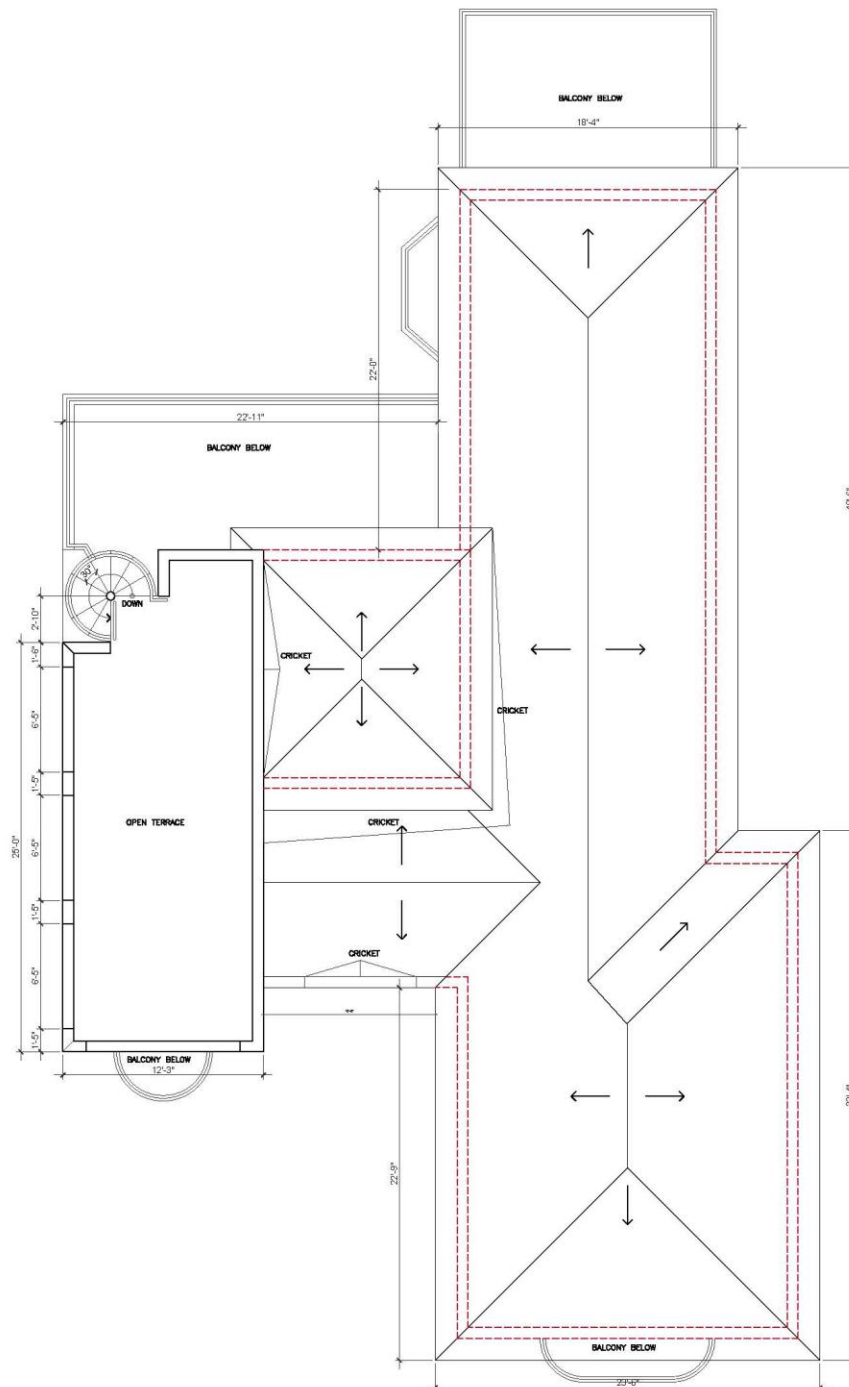 BALCONY BELOW
18'-4"
22'-0"
22'-11"
BALCONY BELOW
30°
DOWN
2'-10"
1'-6"
CRICKET
6'-5"
CRICKET
1'-5"
OPEN TERRACE
CRICKET
6'-5"
25'-0"
1'-5"
CRICKET
6'-5"
1'-5"
BALCONY BELOW
12'-3"
22'-9"
BALCONY BELOW